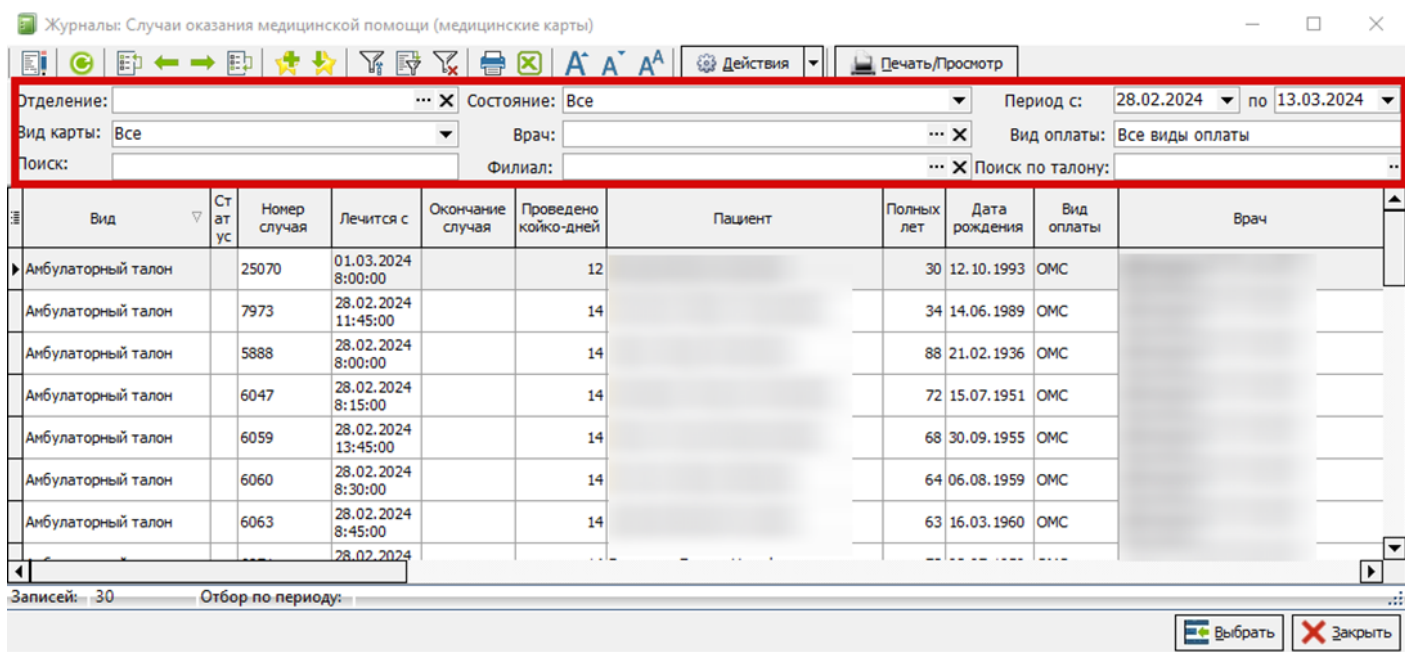 Журналы: Случаи оказания медицинской помощи (медицинские карты)
Действия Печать/Просмотр
Отделение: Состояние: Все Период с: 28.02.2024 по 13.03.2024
Вид карты: Все Врач: Вид оплаты: Все виды оплаты
Поиск: Филиал: Поиск по талону:
Вид Статус Номер случая Лечится с Окончание случая Проведено койко-дней Пациент Полных лет Дата рождения Вид оплаты Врач
Амбулаторный талон 25070 01.03.2024 8:00:00 12 30 12.10.1993 ОМС
Амбулаторный талон 7973 28.02.2024 11:45:00 14 34 14.06.1989 ОМС
Амбулаторный талон 5888 28.02.2024 8:00:00 14 88 21.02.1936 ОМС
Амбулаторный талон 6047 28.02.2024 8:15:00 14 72 15.07.1951 ОМС
Амбулаторный талон 6059 28.02.2024 13:45:00 14 68 30.09.1955 ОМС
Амбулаторный талон 6060 28.02.2024 8:30:00 14 64 06.08.1959 ОМС
Амбулаторный талон 6063 28.02.2024 8:45:00 14 63 16.03.1960 ОМС
28.02.2024
Записей: 30 Отбор по периоду:
Выбрать Закрыть